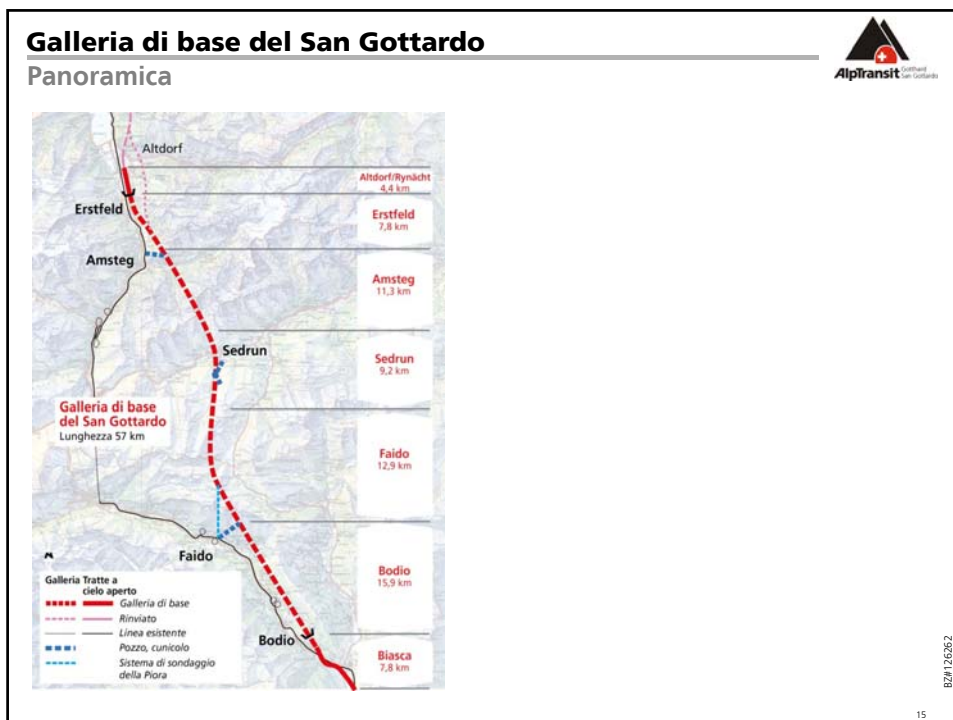 Galleria di base del San Gottardo
Panoramica
AlpTransit Gotthard
San Gottardo
Altdorf
Erstfeld
Amsteg
Sedrun
Galleria di base
del San Gottardo
Lunghezza 57 km
Faido
Bodio
Altdorf/Rynächt
4,4 km
Erstfeld
7,8 km
Amsteg
11,3 km
Sedrun
9,2 km
Faido
12,9 km
Bodio
15,9 km
Biasca
7,8 km
Galleria Tratte a
cielo aperto
Galleria di base
Rinviato
Linea esistente
Pozzo, cunicolo
Sistema di sondaggio
della Piora
BZ#126262
15